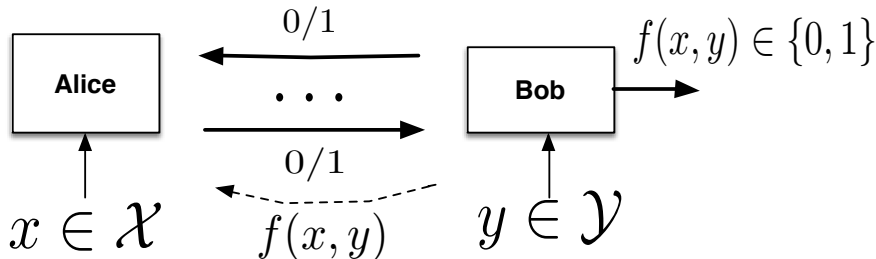 0/1
f(x, y) ∈ {0, 1}
Alice
. . .
Bob
0/1
x ∈ 𝒳
f(x, y)
y ∈ 𝒴